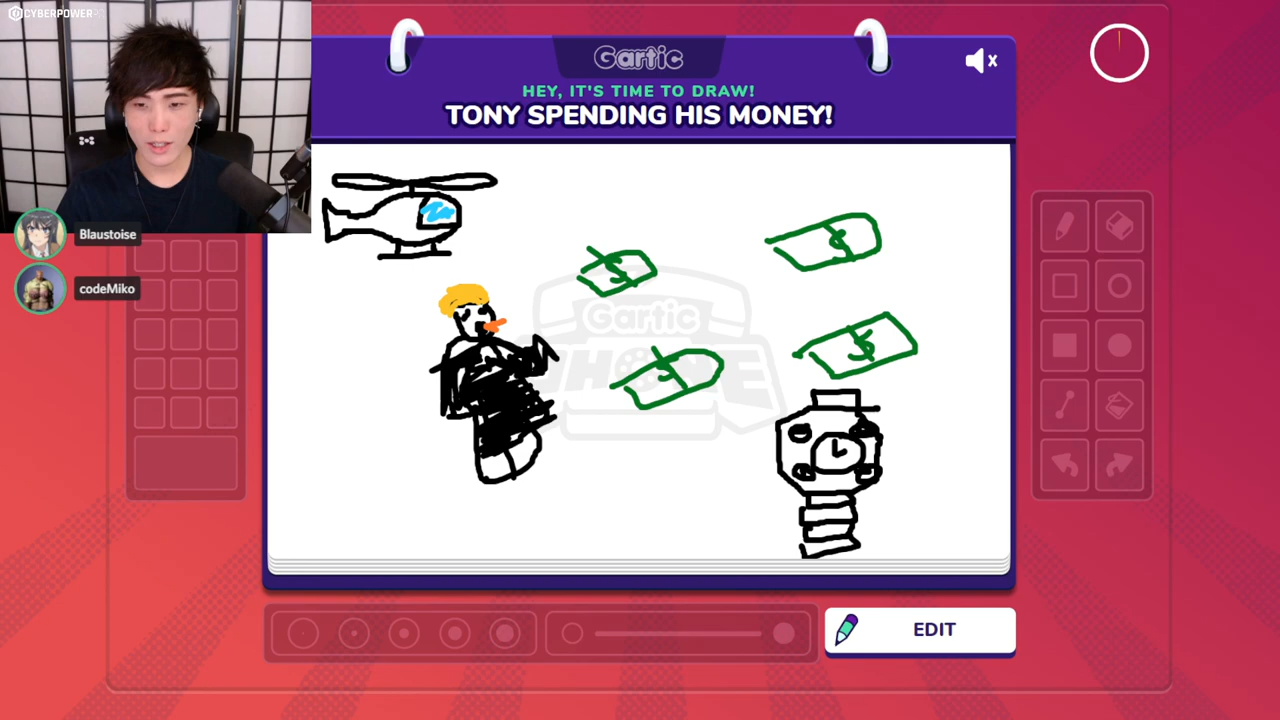 CYBERPOWER
Gartic
HEY, IT'S TIME TO DRAW!
TONY SPENDING HIS MONEY!
Blaustoise
codeMiko
$
$
$
$
Gartic
PHONE
EDIT